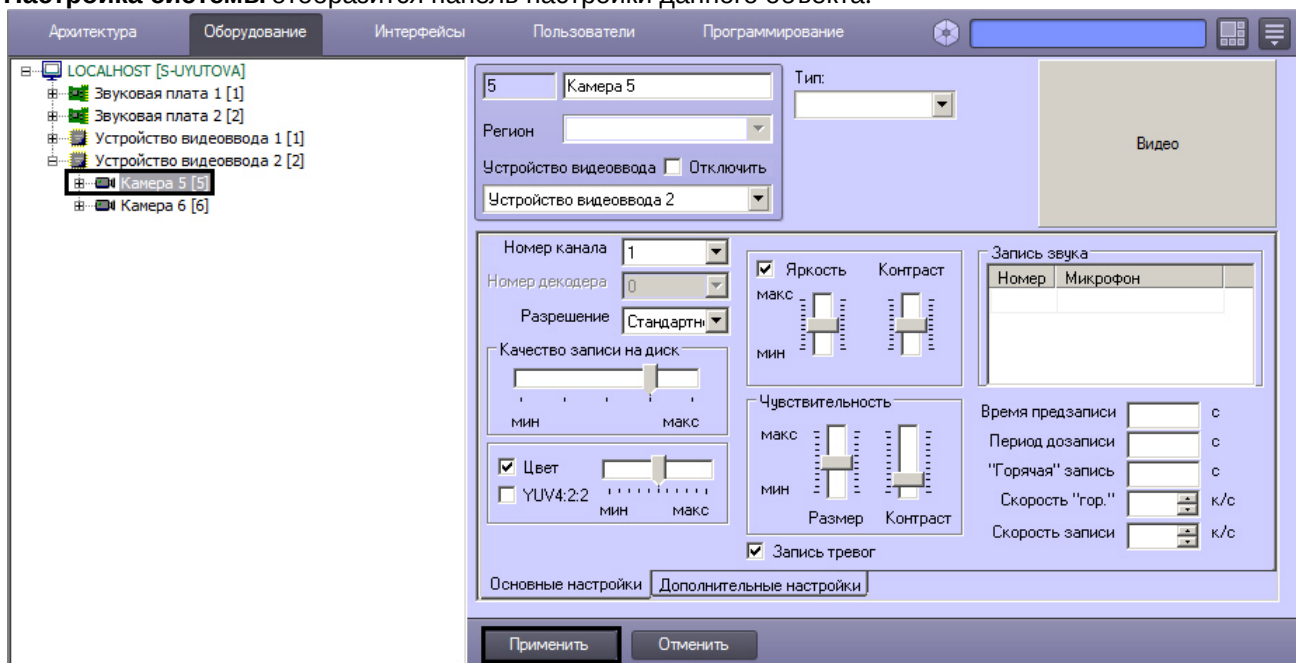 Настройка системы отобразится панель настройки данного объекта.
Архитектура Оборудование Интерфейсы Пользователи Программирование
LOCALHOST [S-UYUTOVA]
Звуковая плата 1 [1]
Звуковая плата 2 [2]
Устройство видеоввода 1 [1]
Устройство видеоввода 2 [2]
Камера 5 [5]
Камера 6 [6]
5 Камера 5
Тип:
Регион
Устройство видеоввода Отключить
Устройство видеоввода 2
Видео
Номер канала 1
Номер декодера 0
Разрешение Стандартн
Качество записи на диск
мин макс
Цвет
YUV4:2:2
мин макс
Яркость Контраст
макс
мин
Чувствительность
макс
мин
Размер Контраст
Запись тревог
Запись звука
Номер Микрофон
Время предзаписи с
Период дозаписи с
"Горячая" запись с
Скорость "гор." к/с
Скорость записи к/с
Основные настройки Дополнительные настройки
Применить Отменить